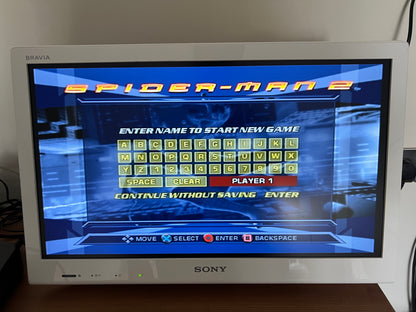 BRAVIA
SPIDER-MAN 2
ENTER NAME TO START NEW GAME
A B C D E F G H I J K L
M N O P Q R S T U V W X
Y Z 1 2 3 4 5 6 7 8 9 0
SPACE CLEAR PLAYER 1
CONTINUE WITHOUT SAVING ENTER
MOVE SELECT ENTER BACKSPACE
SONY